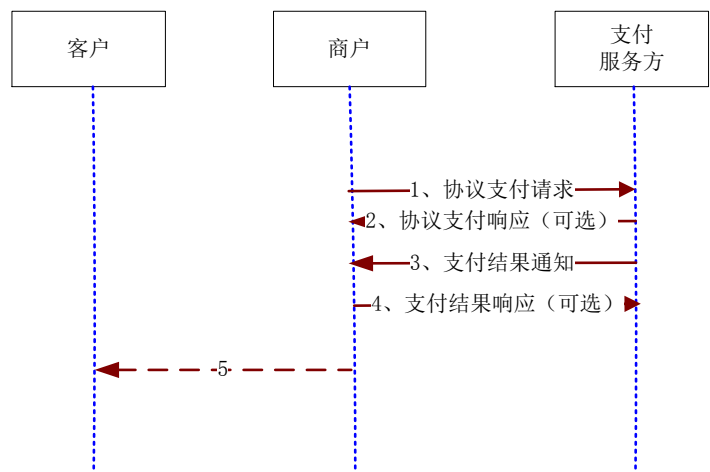 客户
商户
支付
服务方
1、协议支付请求
2、协议支付响应（可选）
3、支付结果通知
4、支付结果响应（可选）
5